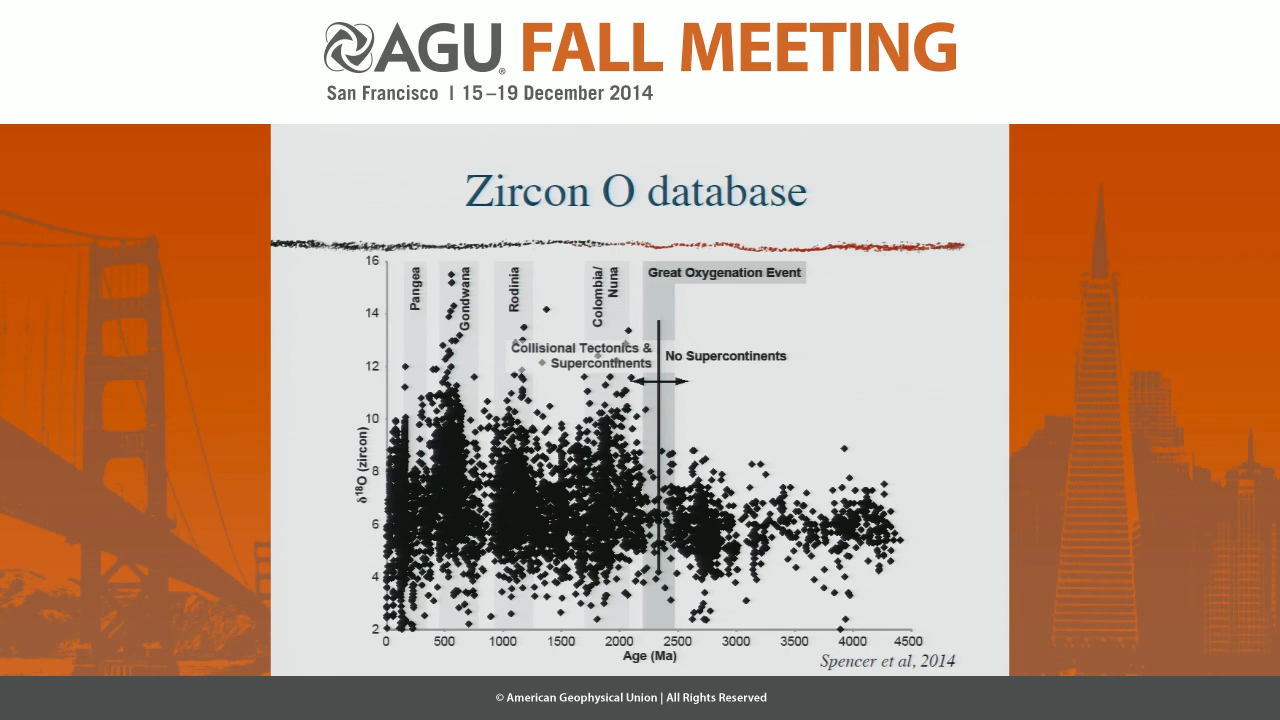 AGU FALL MEETING
San Francisco | 15–19 December 2014
Zircon O database
Pangea
Gondwana
Rodinia
Colombia/
Nuna
Great Oxygenation Event
Collisional Tectonics &
Supercontinents
No Supercontinents
δ18O (zircon)
16
14
12
10
8
6
4
2
0 500 1000 1500 2000 2500 3000 3500 4000 4500
Age (Ma)
Spencer et al, 2014
© American Geophysical Union | All Rights Reserved